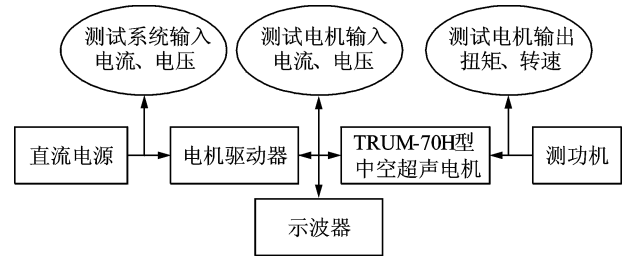 测试系统输入
电流、电压
测试电机输入
电流、电压
测试电机输出
扭矩、转速
直流电源
电机驱动器
TRUM-70H型
中空超声电机
测功机
示波器